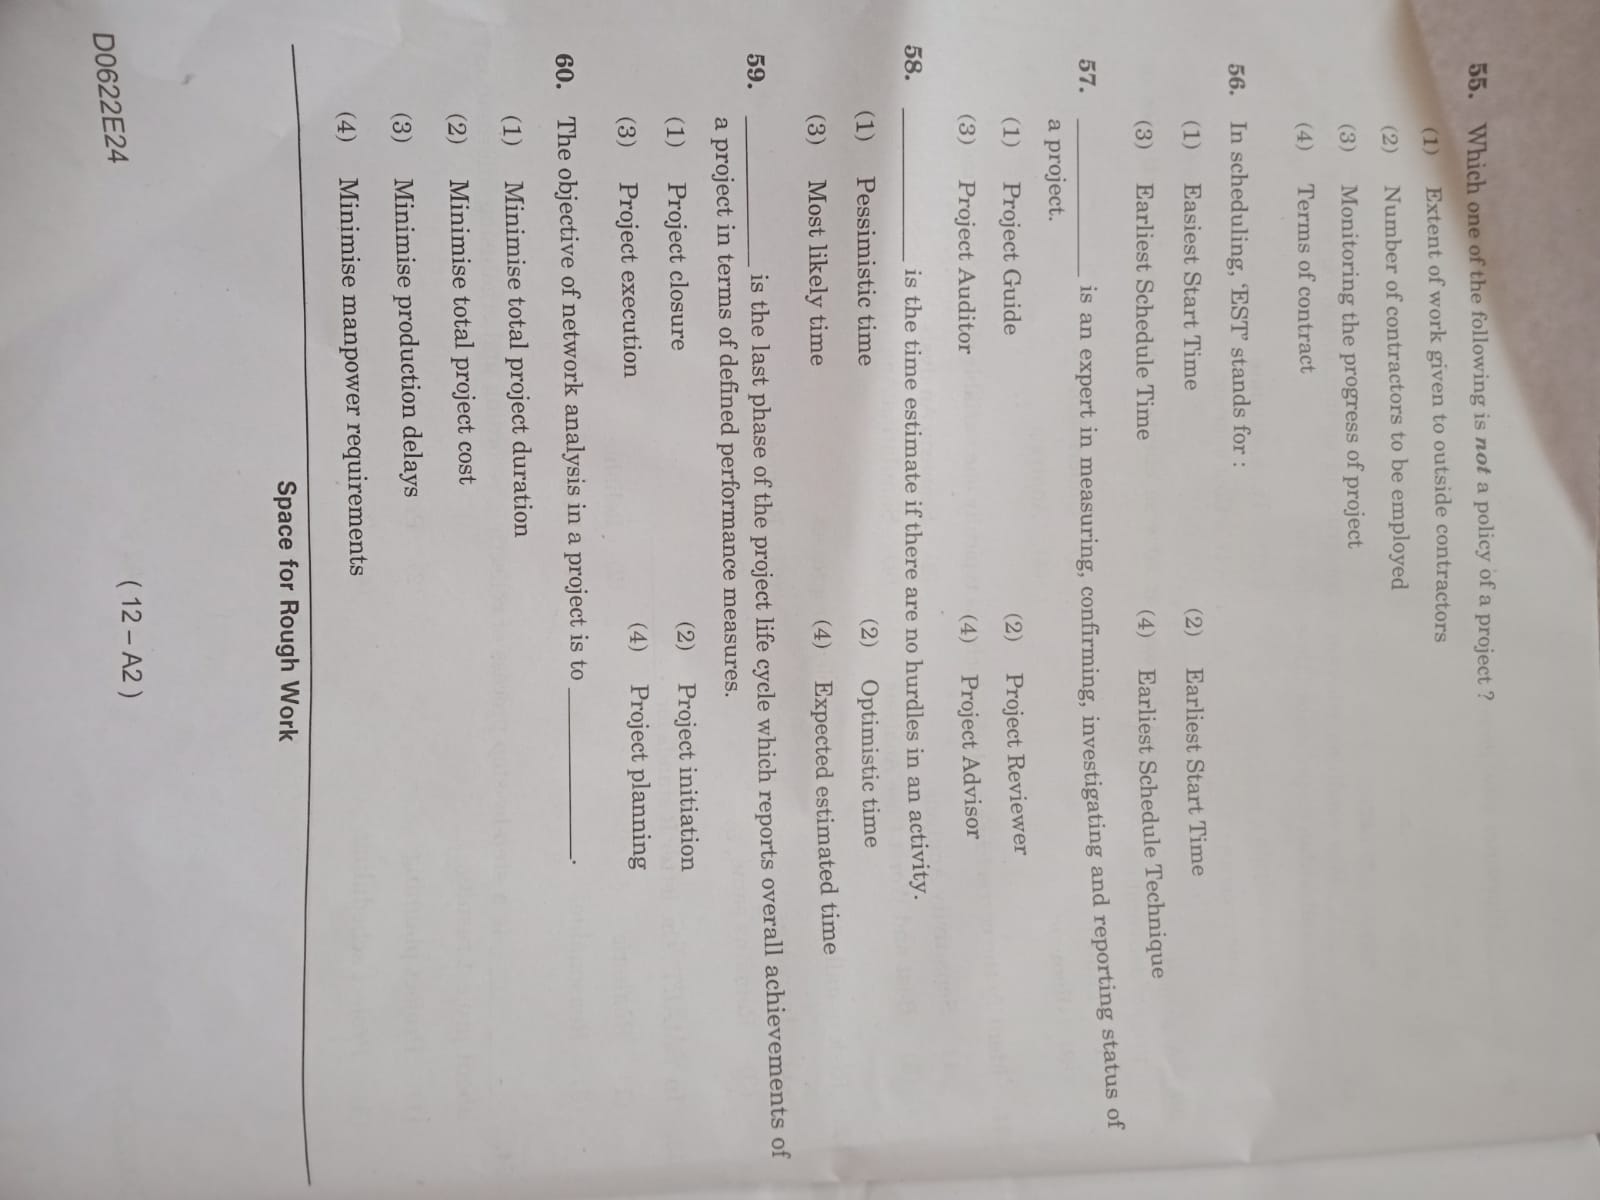 55. Which one of the following is not a policy of a project ?
(1) Extent of work given to outside contractors
(2) Number of contractors to be employed
(3) Monitoring the progress of project
(4) Terms of contract
56. In scheduling, 'EST' stands for :
(1) Easiest Start Time (2) Earliest Start Time
(3) Earliest Schedule Time (4) Earliest Schedule Technique
57. __________ is an expert in measuring, confirming, investigating and reporting status of
a project.
(1) Project Guide (2) Project Reviewer
(3) Project Auditor (4) Project Advisor
58. __________ is the time estimate if there are no hurdles in an activity.
(1) Pessimistic time (2) Optimistic time
(3) Most likely time (4) Expected estimated time
59. __________ is the last phase of the project life cycle which reports overall achievements of
a project in terms of defined performance measures.
(1) Project closure (2) Project initiation
(3) Project execution (4) Project planning
60. The objective of network analysis in a project is to __________.
(1) Minimise total project duration
(2) Minimise total project cost
(3) Minimise production delays
(4) Minimise manpower requirements
Space for Rough Work
D0622E24 ( 12 – A2 )